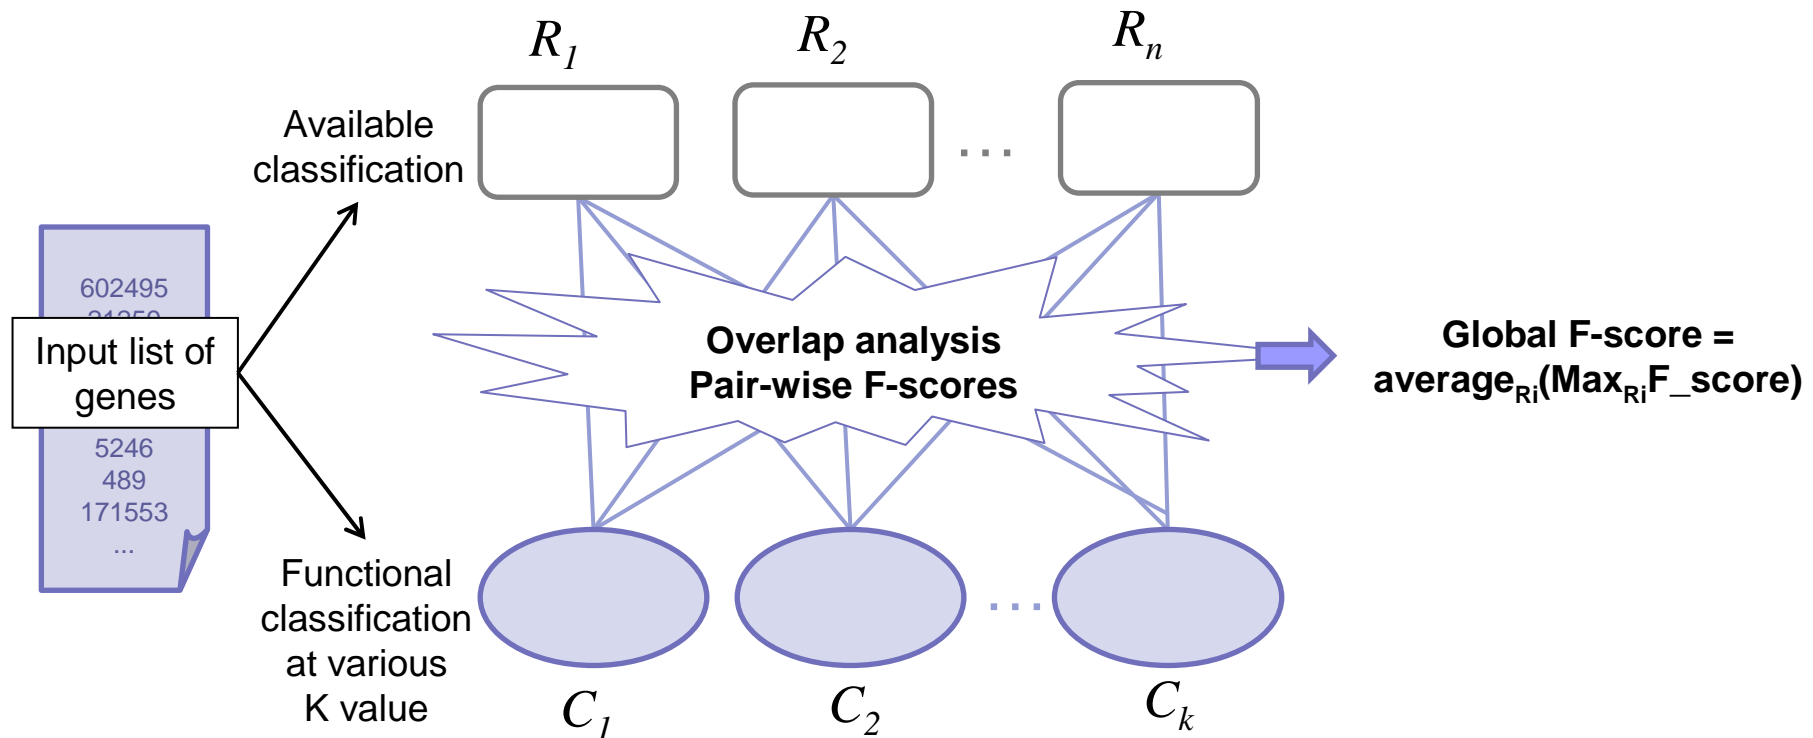 R1
R2
Rn
Available
classification
...
602495
Input list of
genes
5246
489
171553
...
Overlap analysis
Pair-wise F-scores
Global F-score =
averageRi(MaxRiF_score)
Functional
classification
at various
K value
...
C1
C2
Ck